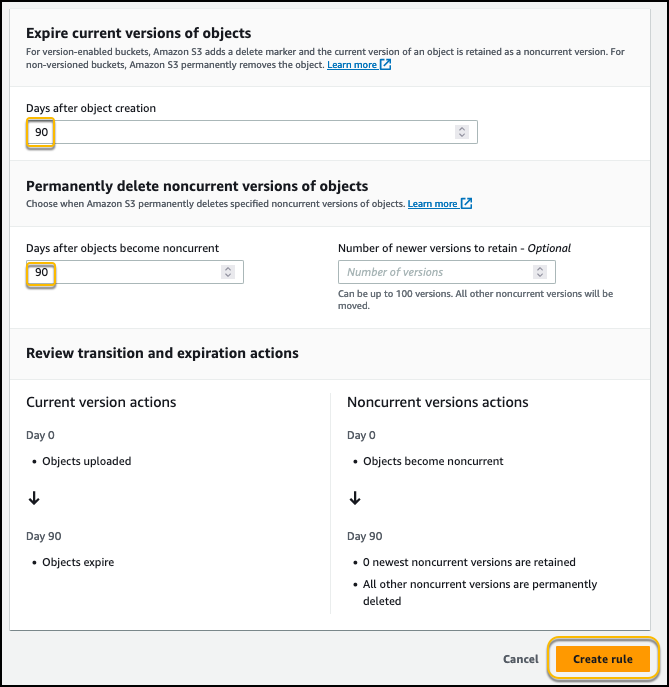 Expire current versions of objects
For version-enabled buckets, Amazon S3 adds a delete marker and the current version of an object is retained as a noncurrent version. For
non-versioned buckets, Amazon S3 permanently removes the object. Learn more
Days after object creation
90
Permanently delete noncurrent versions of objects
Choose when Amazon S3 permanently deletes specified noncurrent versions of objects. Learn more
Days after objects become noncurrent
90
Number of newer versions to retain - Optional
Number of versions
Can be up to 100 versions. All other noncurrent versions will be
moved.
Review transition and expiration actions
Current version actions
Day 0
• Objects uploaded
↓
Day 90
• Objects expire
Noncurrent versions actions
Day 0
• Objects become noncurrent
↓
Day 90
• 0 newest noncurrent versions are retained
• All other noncurrent versions are permanently
deleted
Cancel
Create rule